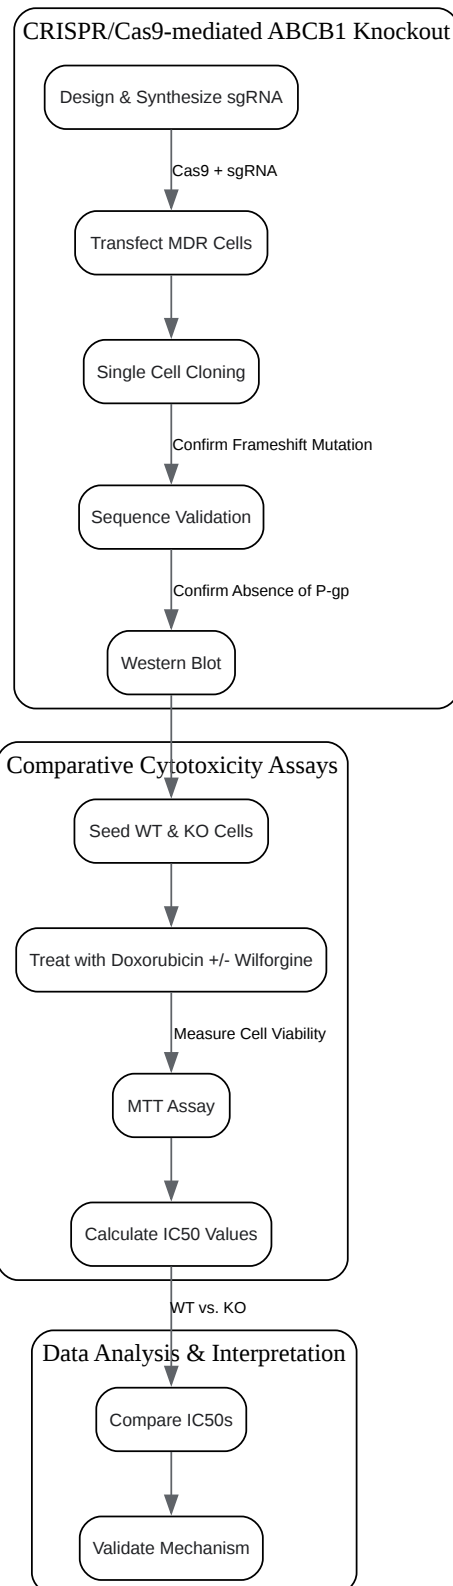 CRISPR/Cas9-mediated ABCB1 Knockout
Design & Synthesize sgRNA
Cas9 + sgRNA
Transfect MDR Cells
Single Cell Cloning
Confirm Frameshift Mutation
Sequence Validation
Confirm Absence of P-gp
Western Blot
Comparative Cytotoxicity Assays
Seed WT & KO Cells
Treat with Doxorubicin +/- Wilforgine
Measure Cell Viability
MTT Assay
Calculate IC50 Values
WT vs. KO
Data Analysis & Interpretation
Compare IC50s
Validate Mechanism